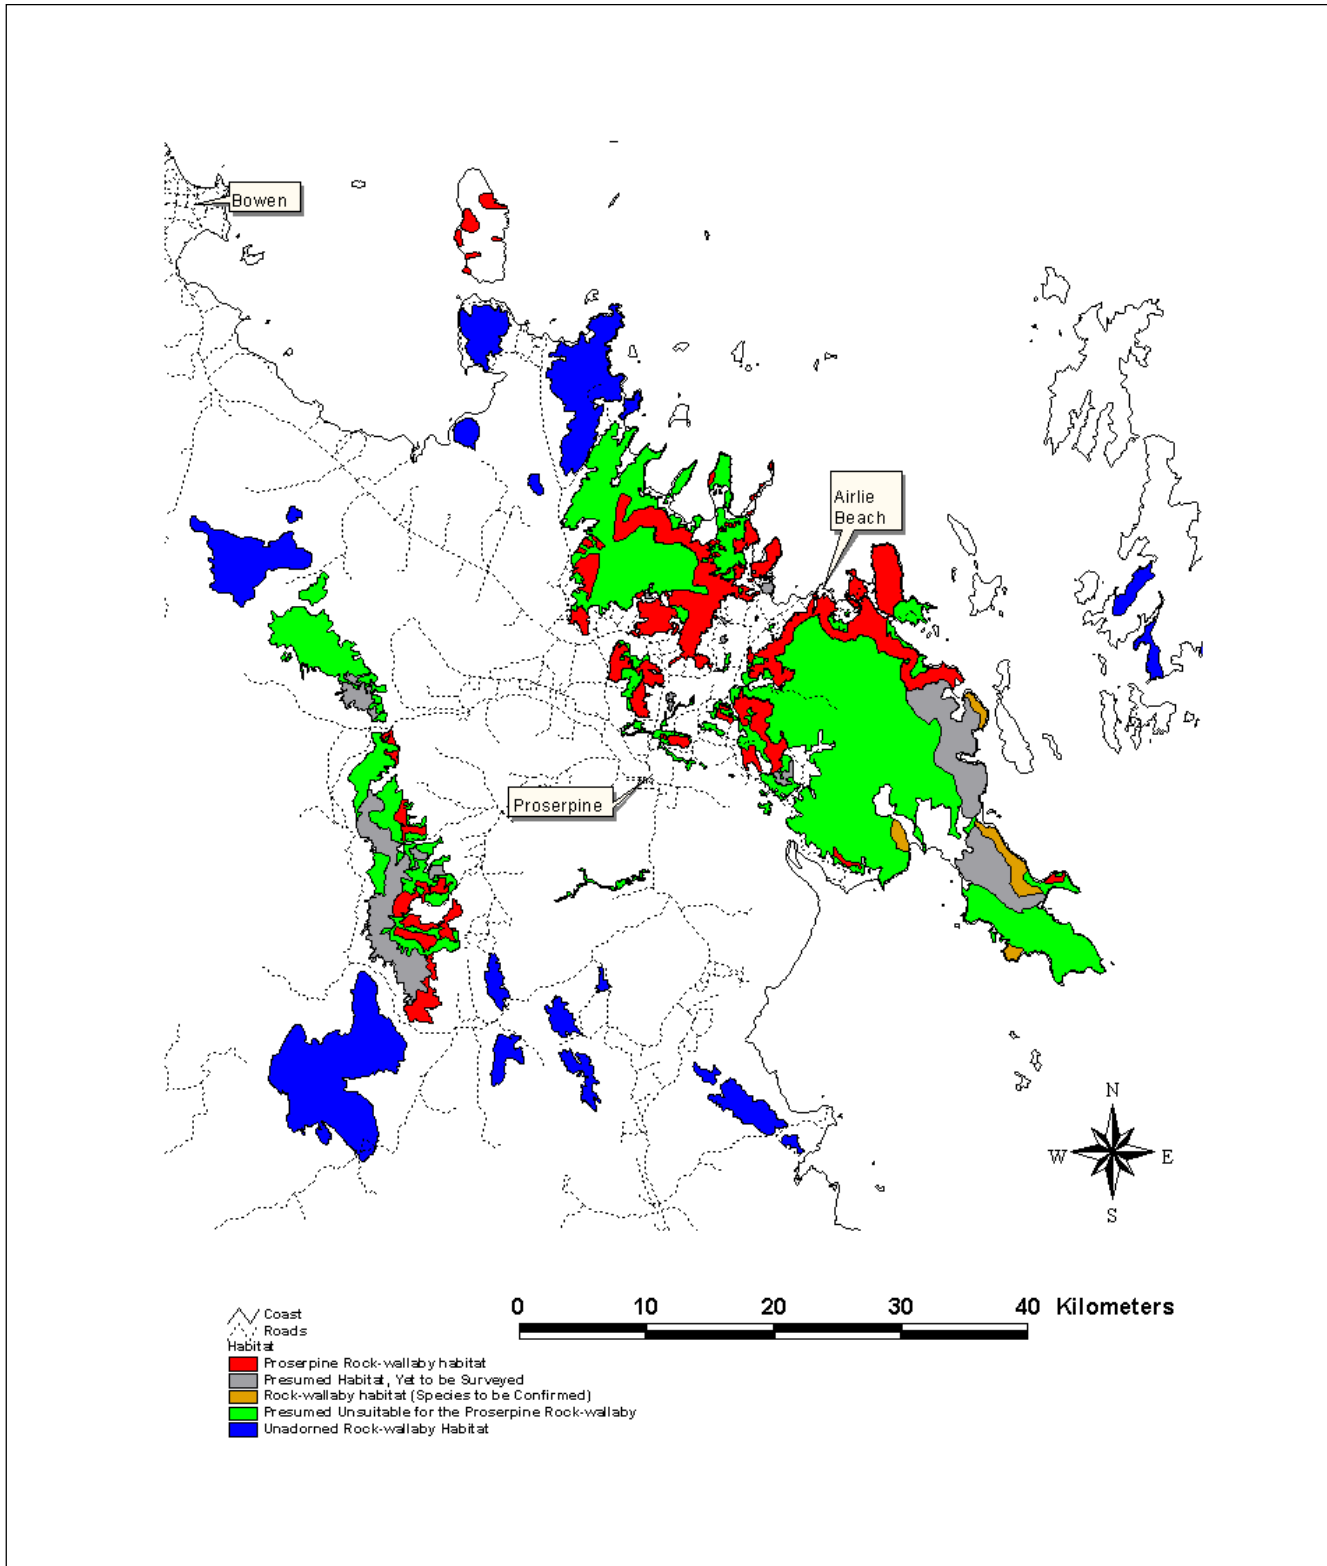 Bowen
Airlie
Beach
Proserpine
N
W E
S
0 10 20 30 40 Kilometers
Coast
Roads
Habitat
Proserpine Rock-wallaby habitat
Presumed Habitat, Yet to be Surveyed
Rock-wallaby habitat (Species to be Confirmed)
Presumed Unsuitable for the Proserpine Rock-wallaby
Unadorned Rock-wallaby Habitat